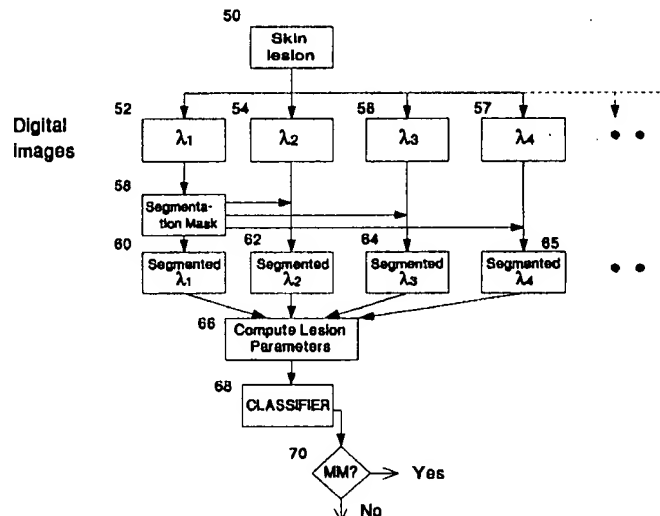 50
Skin
lesion
52
54
58
57
Digital
Images
λ1
λ2
λ3
λ4
58
Segmenta-
tion Mask
60
62
64
65
Segmented
λ1
Segmented
λ2
Segmented
λ3
Segmented
λ4
66
Compute Lesion
Parameters
68
CLASSIFIER
70
MM?
Yes
No